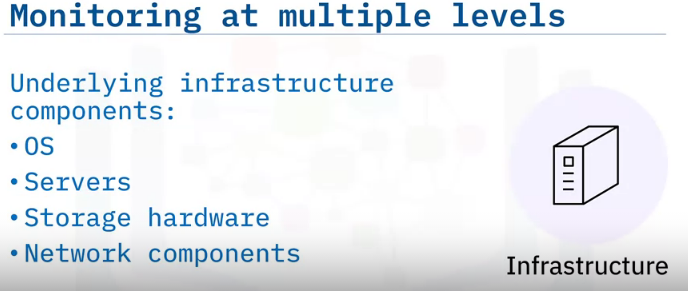 Monitoring at multiple levels
Underlying infrastructure
components:
• OS
• Servers
• Storage hardware
• Network components
Infrastructure